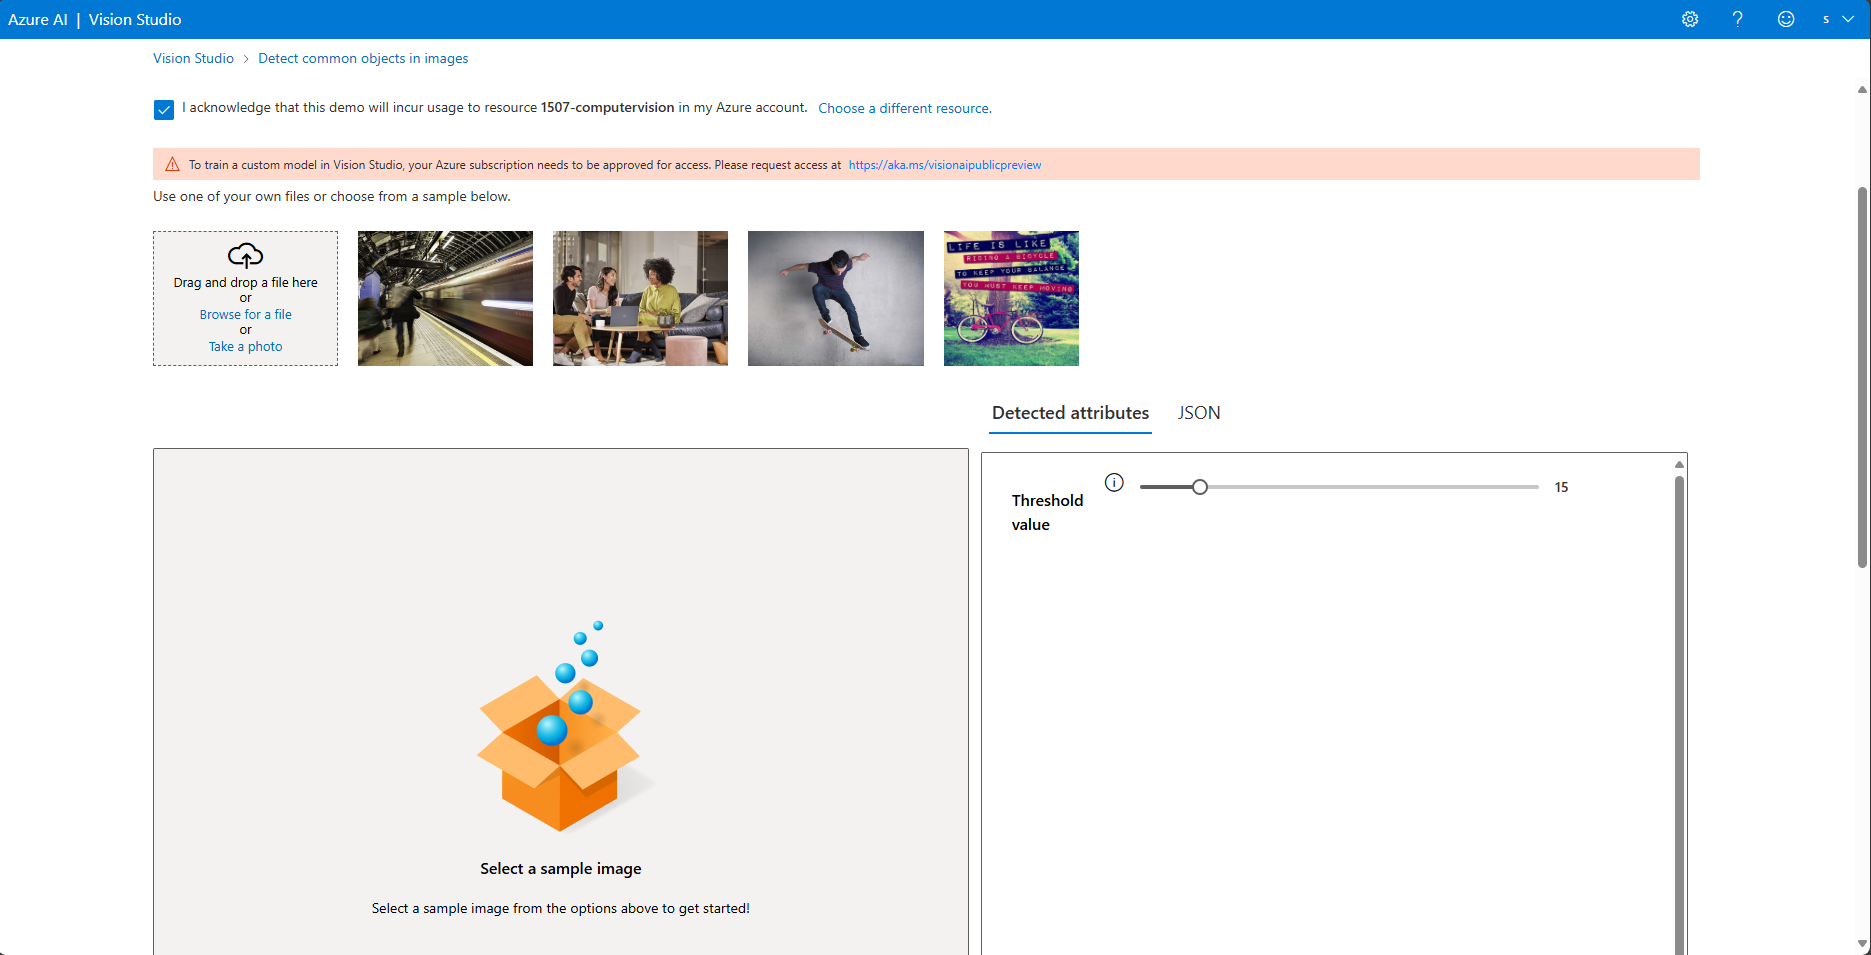 Azure AI | Vision Studio
s
Vision Studio > Detect common objects in images
I acknowledge that this demo will incur usage to resource 1507-computervision in my Azure account. Choose a different resource.
To train a custom model in Vision Studio, your Azure subscription needs to be approved for access. Please request access at https://aka.ms/visionaipublicpreview
Use one of your own files or choose from a sample below.
Drag and drop a file here
or
Browse for a file
or
Take a photo
LIFE IS LIKE
RIDING A BICYCLE
TO KEEP YOUR BALANCE
YOU MUST KEEP MOVING
Detected attributes
JSON
Threshold
value
15
Select a sample image
Select a sample image from the options above to get started!